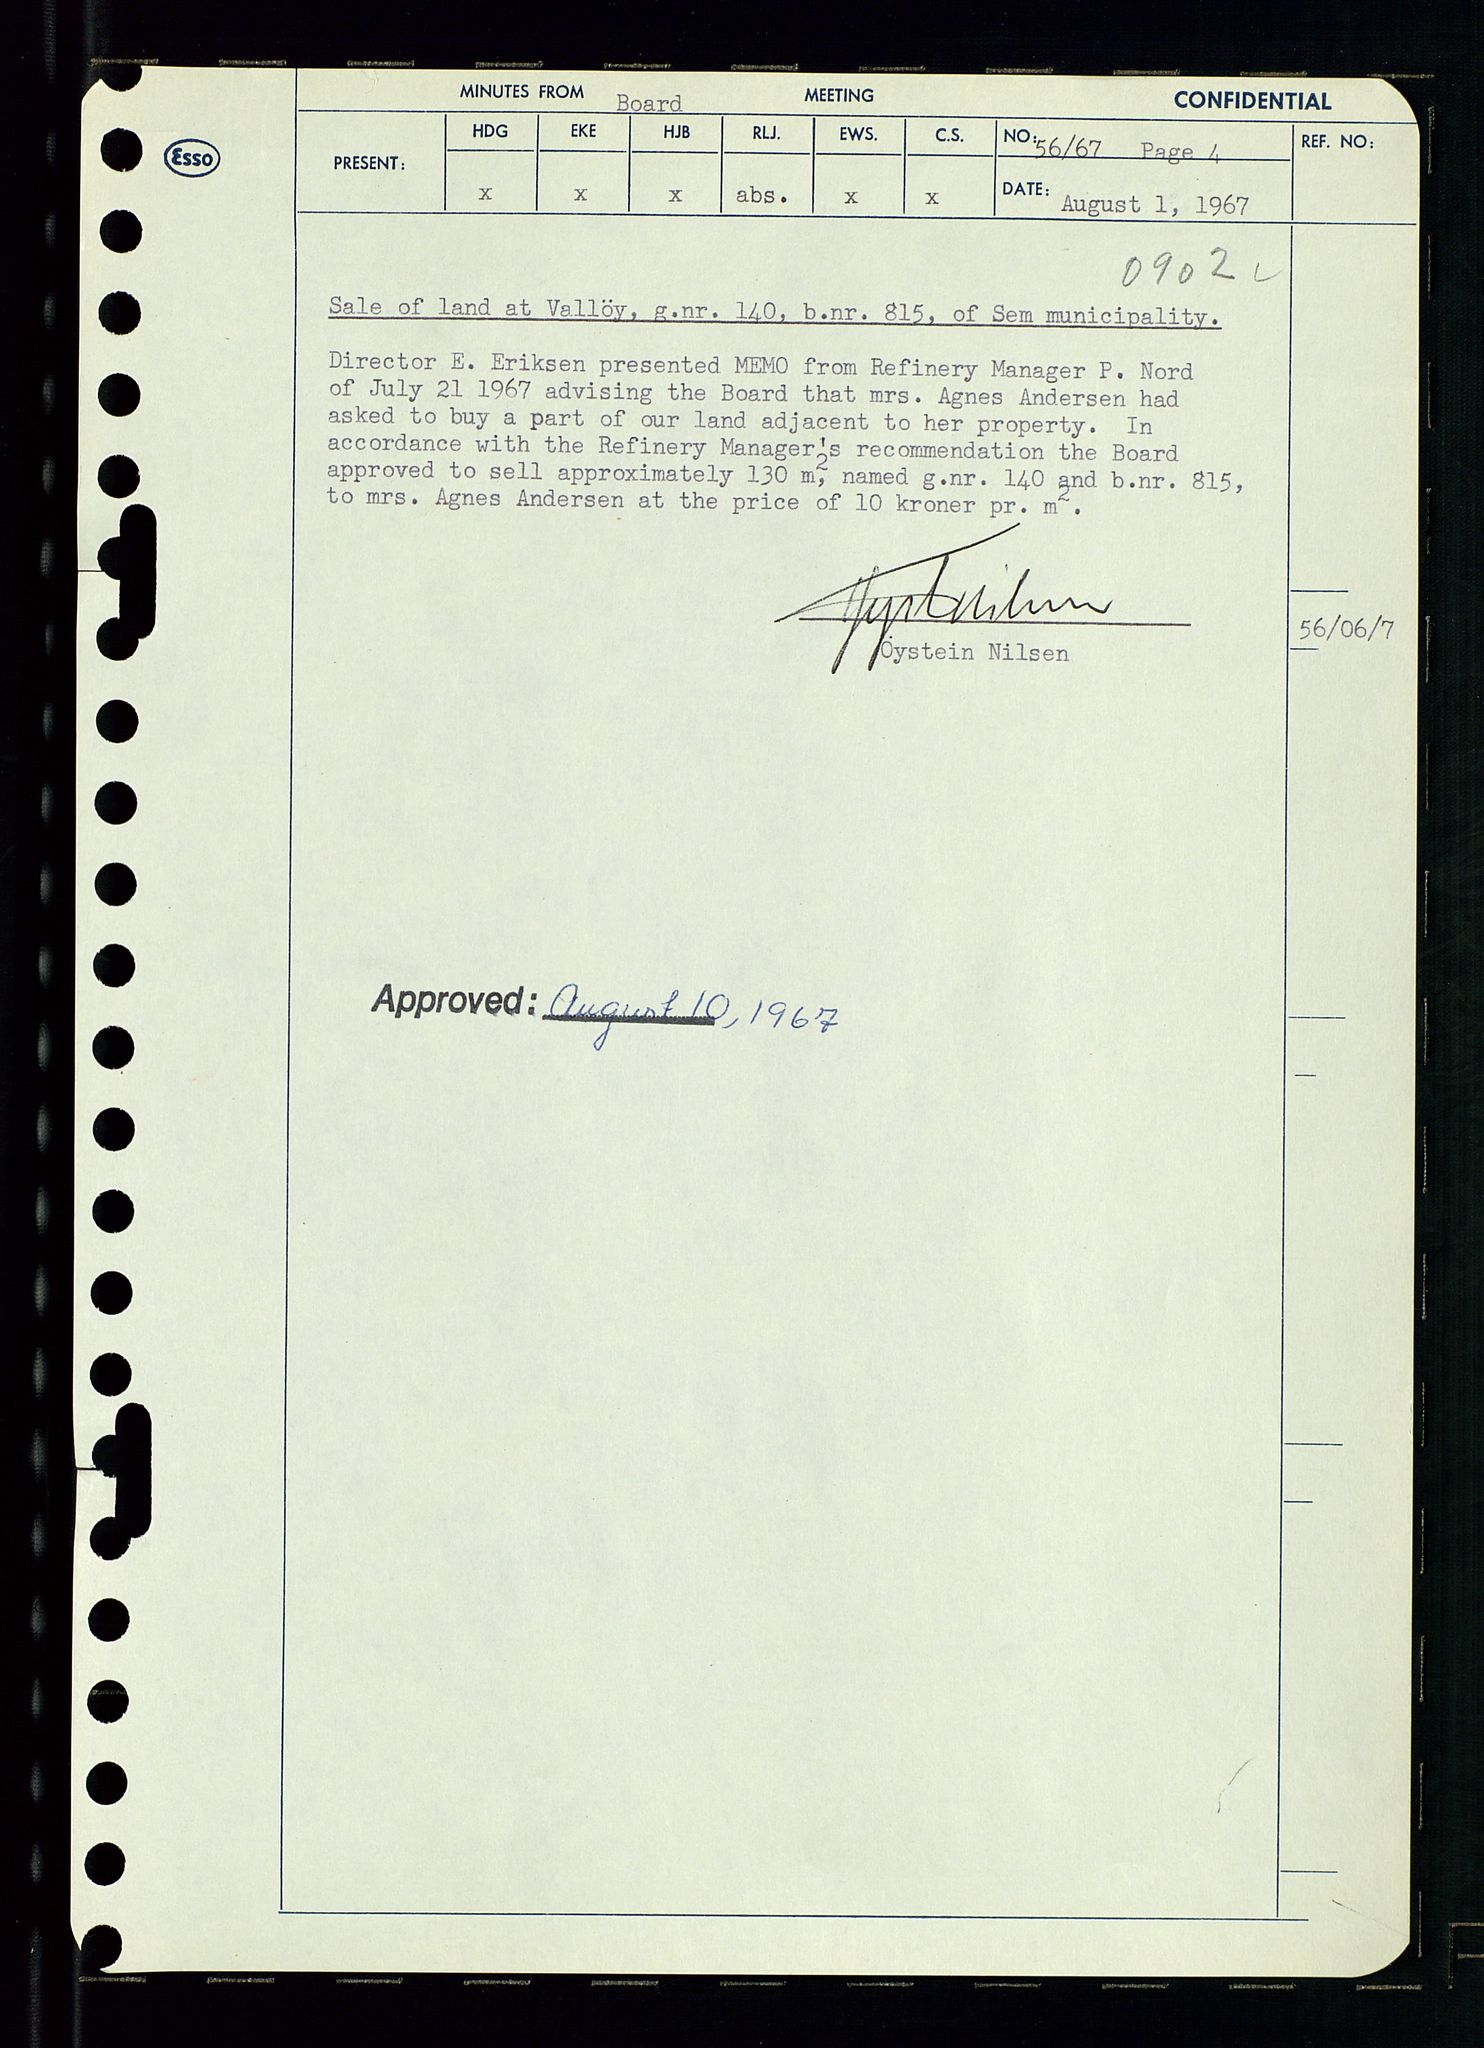 MINUTES FROM Board MEETING CONFIDENTIAL
Esso
PRESENT: HDG EKE HJB RLJ. EWS. C.S. NO: 56/67 Page 4 REF. NO:
x x x abs. x x DATE: August 1, 1967
0902
Sale of land at Vallöy, g.nr. 140, b.nr. 815, of Sem municipality.
Director E. Eriksen presented MEMO from Refinery Manager P. Nord
of July 21 1967 advising the Board that mrs. Agnes Andersen had
asked to buy a part of our land adjacent to her property. In
accordance with the Refinery Manager's recommendation the Board
approved to sell approximately 130 m², named g.nr. 140 and b.nr. 815,
to mrs. Agnes Andersen at the price of 10 kroner pr. m².
56/06/7
Öystein Nilsen
Approved: August 10, 1967